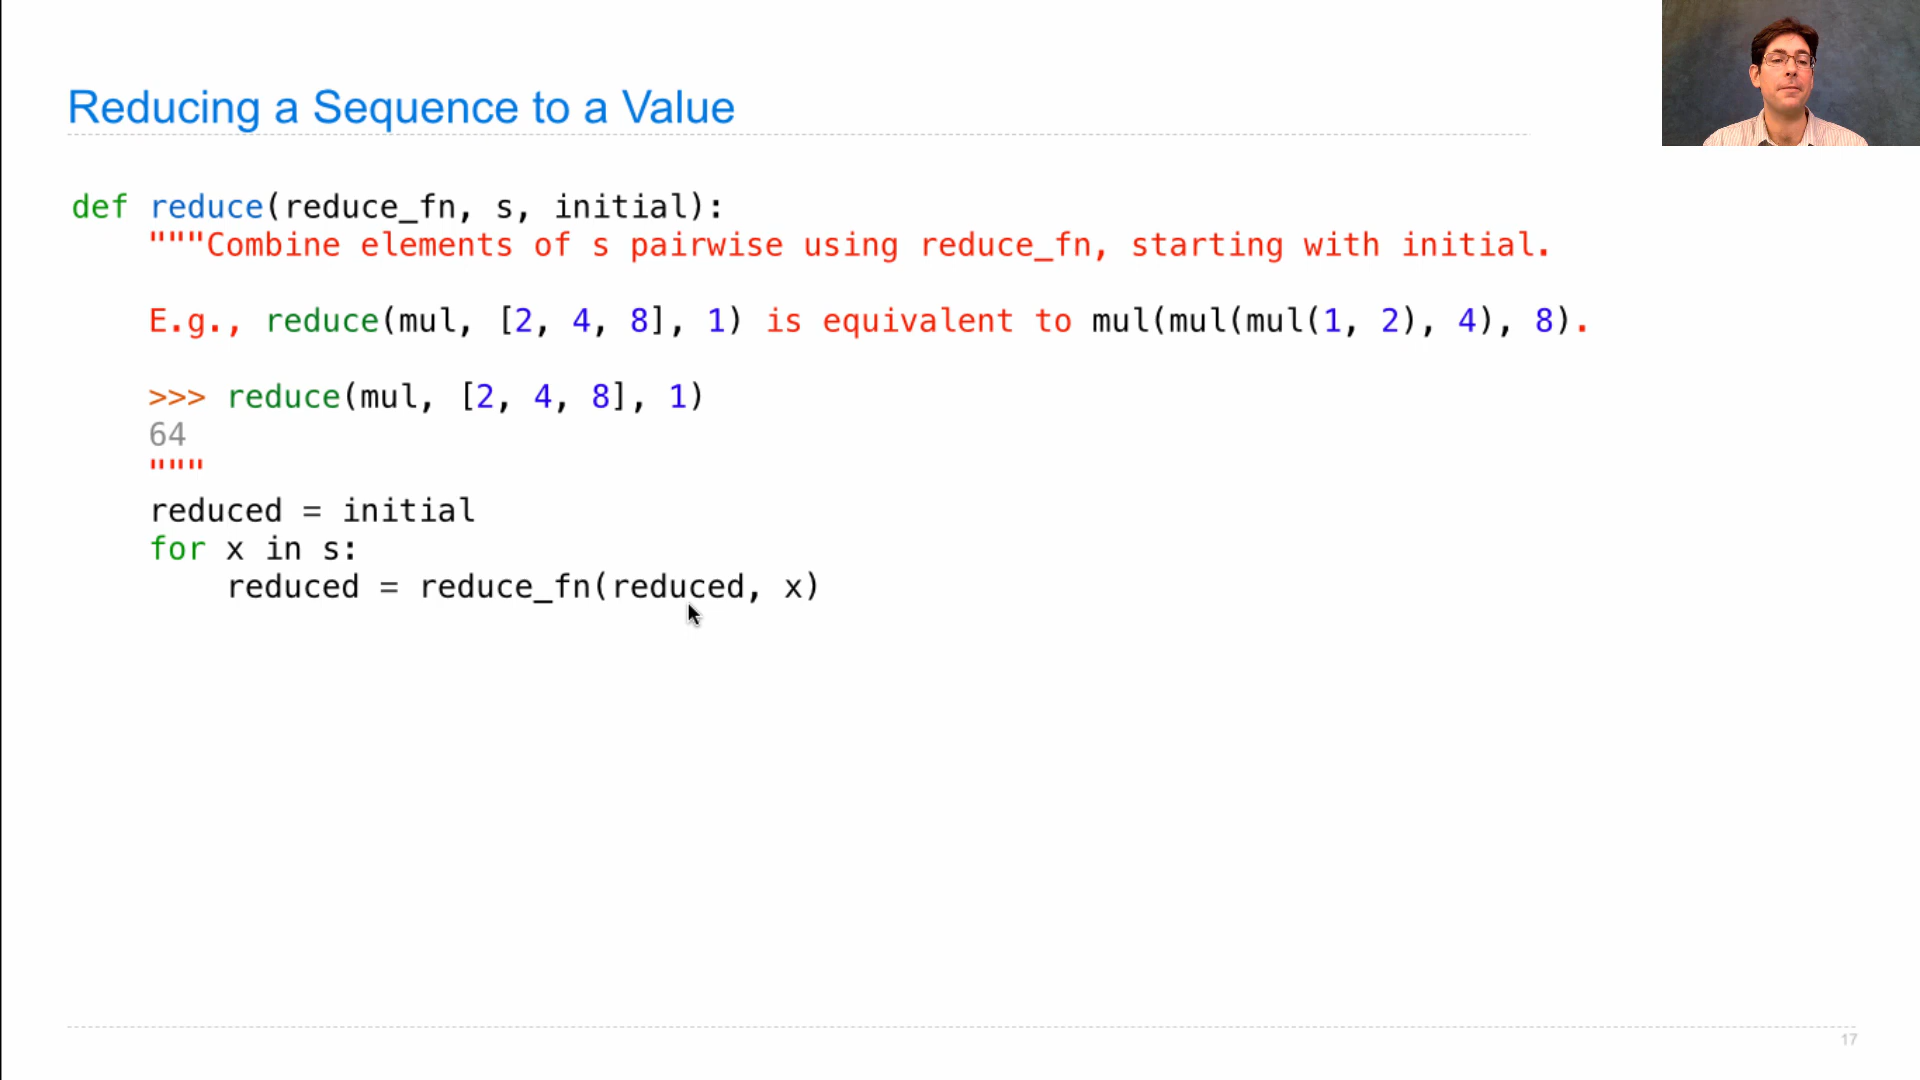 Reducing a Sequence to a Value
def reduce(reduce_fn, s, initial):
"""Combine elements of s pairwise using reduce_fn, starting with initial.
E.g., reduce(mul, [2, 4, 8], 1) is equivalent to mul(mul(mul(1, 2), 4), 8).
>>> reduce(mul, [2, 4, 8], 1)
64
"""
reduced = initial
for x in s:
reduced = reduce_fn(reduced, x)
17